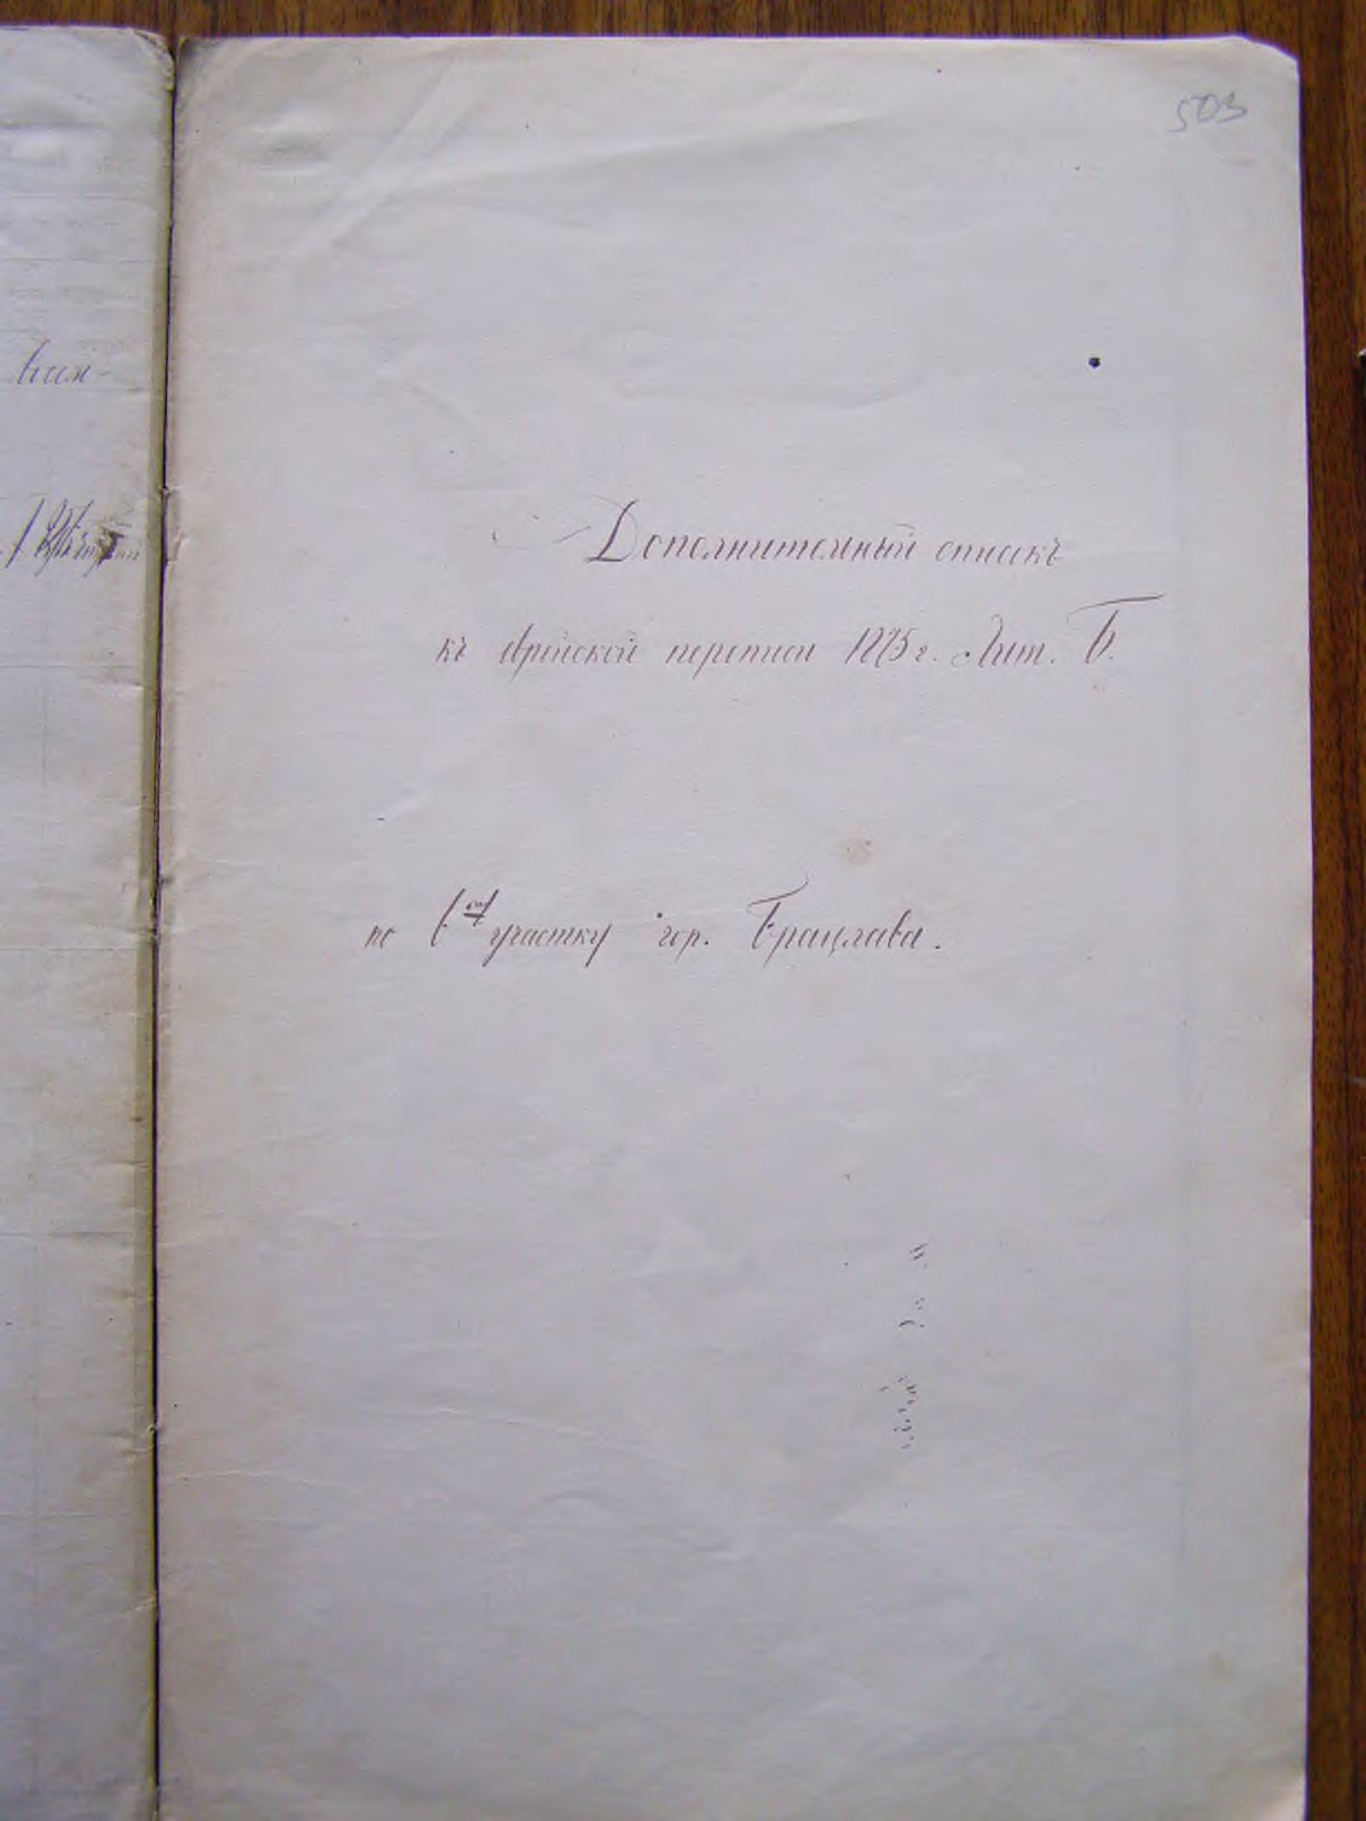 503
Дополнительный списокъ
къ еврейской переписи 1875 г. Лит. Б.
по 1му участку гор. Брацлава.